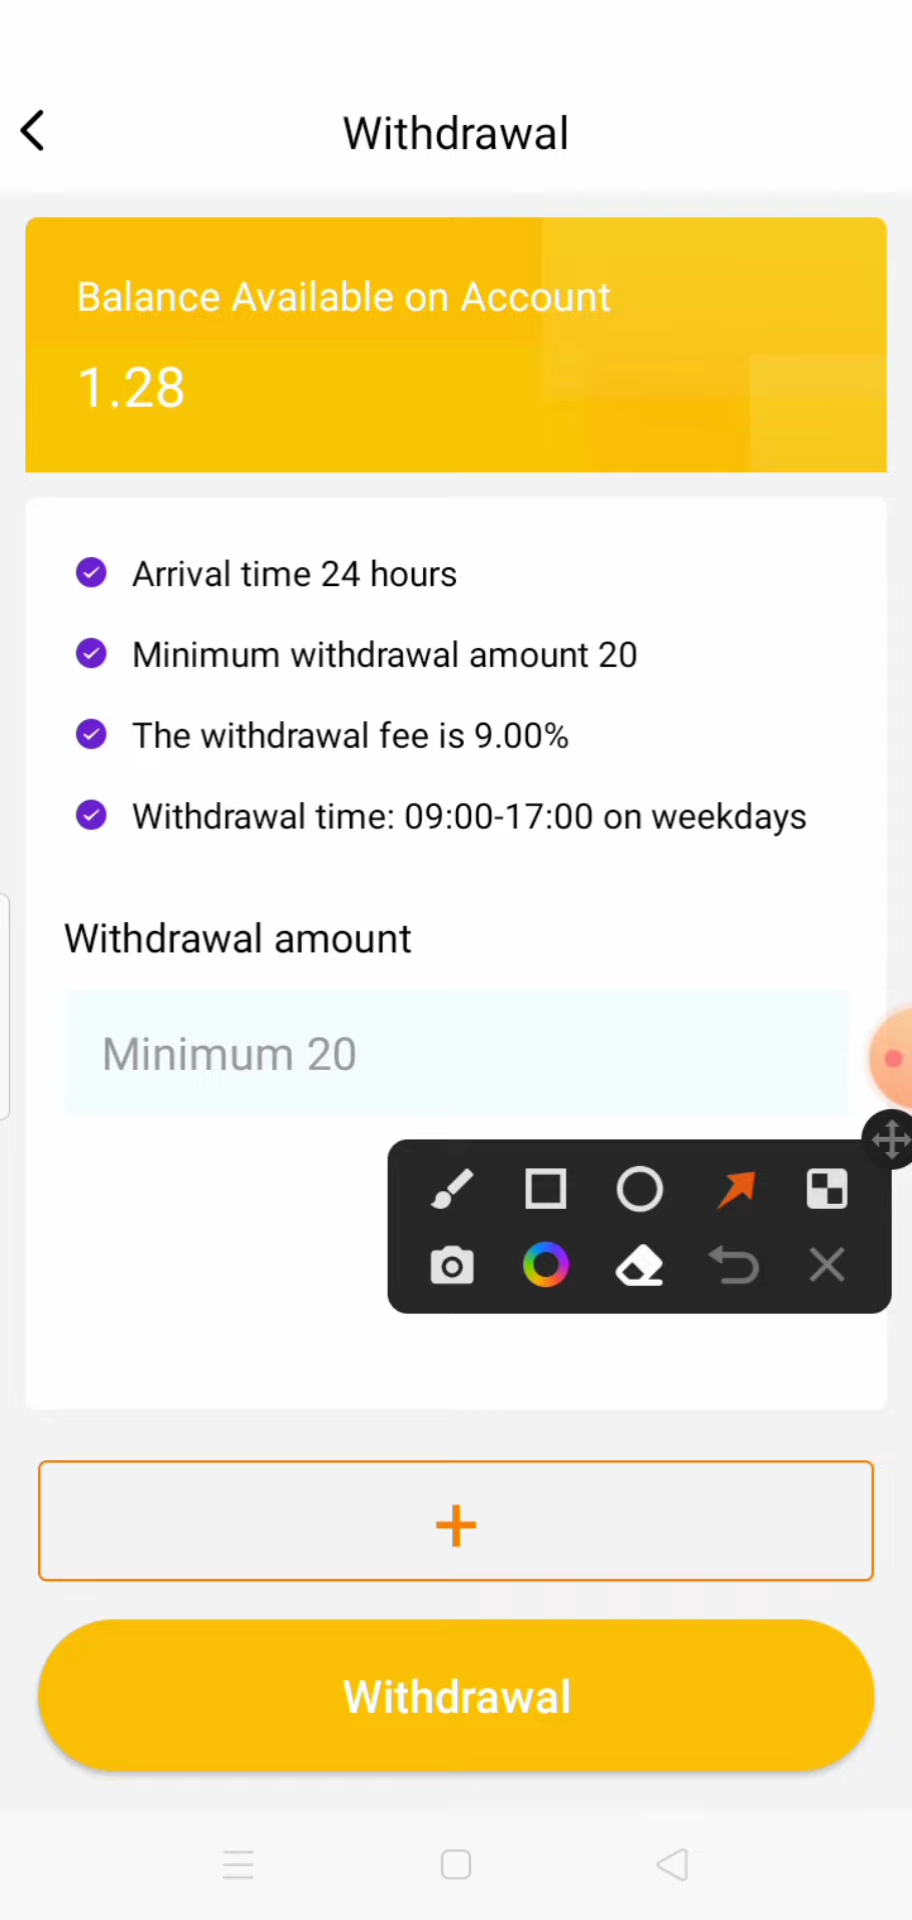 Withdrawal
Balance Available on Account
1.28
Arrival time 24 hours
Minimum withdrawal amount 20
The withdrawal fee is 9.00%
Withdrawal time: 09:00-17:00 on weekdays
Withdrawal amount
Minimum 20
Withdrawal